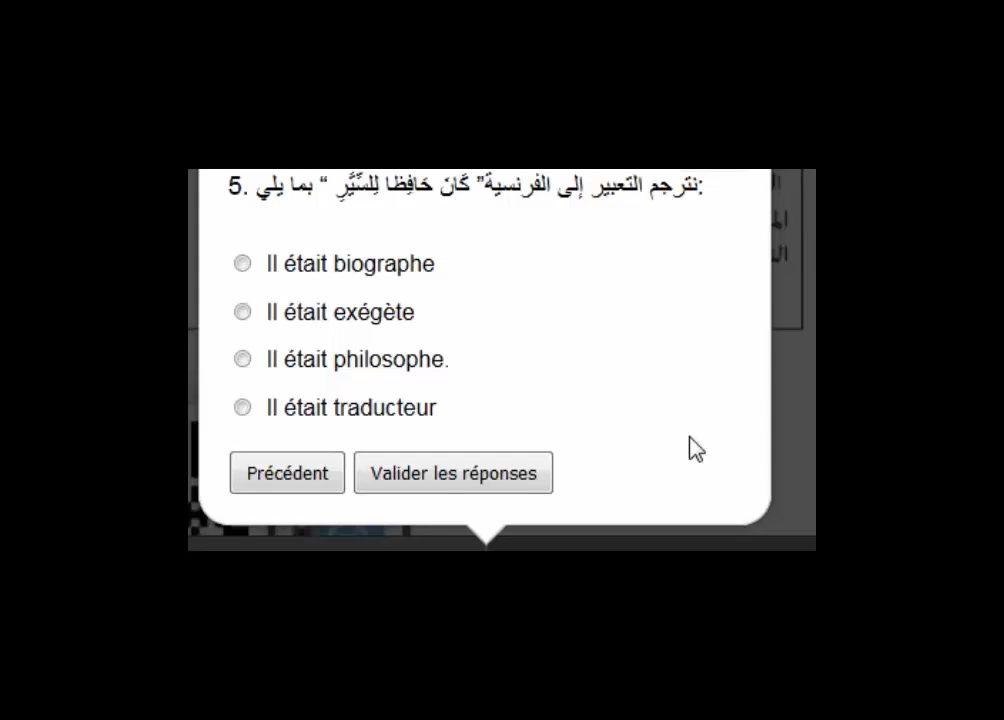 5. نترجم التعبير إلى الفرنسية" كَانَ حَافِظا لِلسِّيَّرِ “ بما يلي:
Il était biographe
Il était exégète
Il était philosophe.
Il était traducteur
Précédent
Valider les réponses